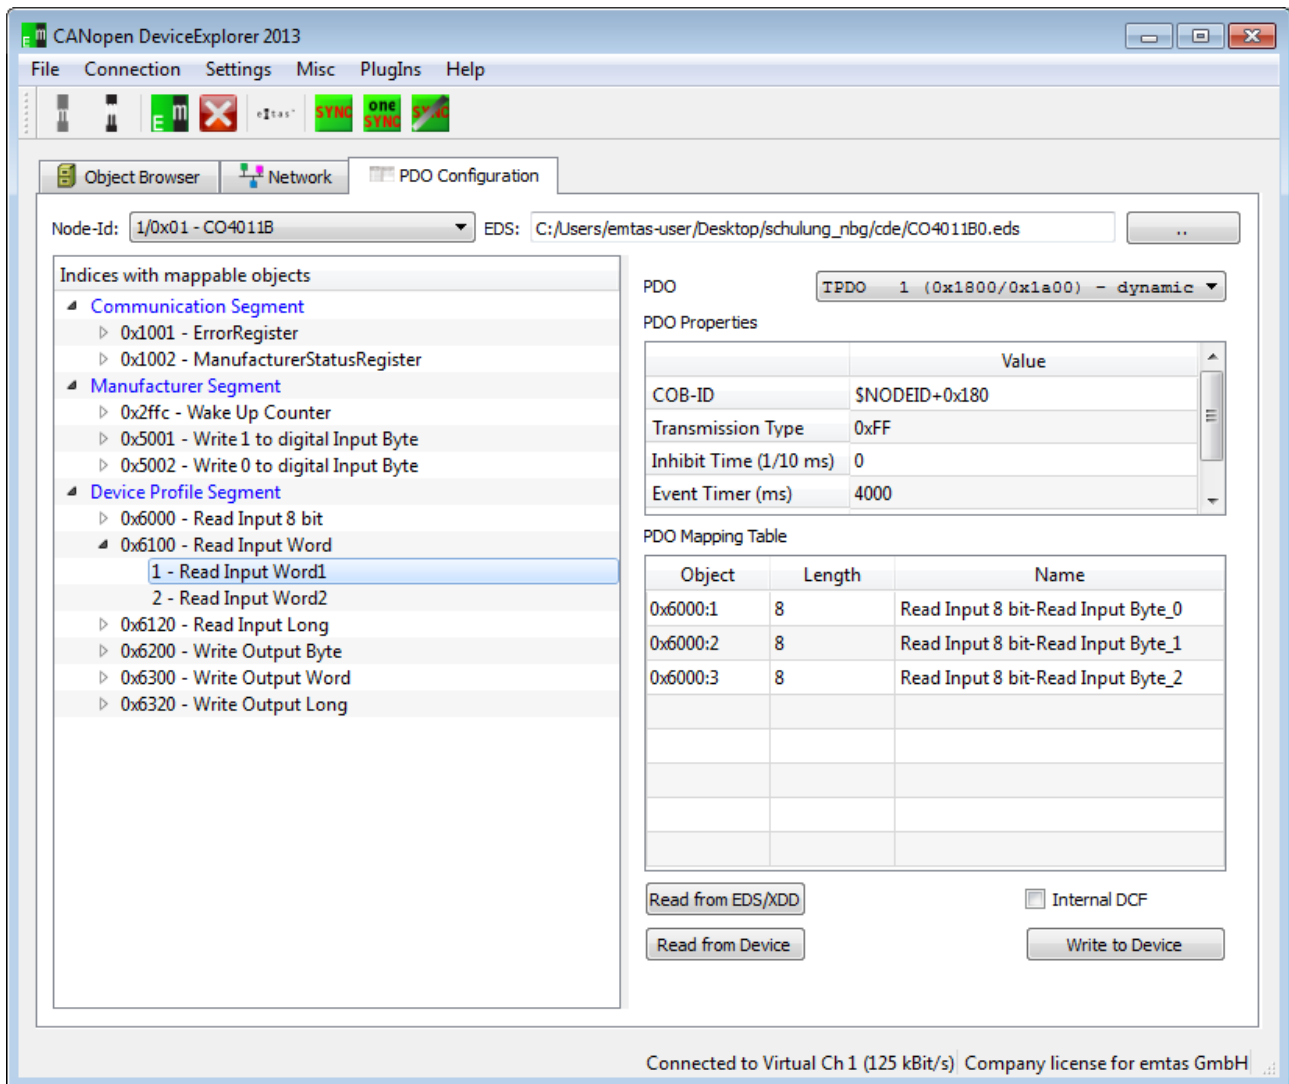 CANopen DeviceExplorer 2013
File Connection Settings Misc PlugIns Help
E m emtas SYNC one SYNC SYNC
Object Browser Network PDO Configuration
Node-Id: 1/0x01 - CO4011B EDS: C:/Users/emtas-user/Desktop/schulung_nbg/cde/CO4011B0.eds ..
Indices with mappable objects
Communication Segment
0x1001 - ErrorRegister
0x1002 - ManufacturerStatusRegister
Manufacturer Segment
0x2ffc - Wake Up Counter
0x5001 - Write 1 to digital Input Byte
0x5002 - Write 0 to digital Input Byte
Device Profile Segment
0x6000 - Read Input 8 bit
0x6100 - Read Input Word
1 - Read Input Word1
2 - Read Input Word2
0x6120 - Read Input Long
0x6200 - Write Output Byte
0x6300 - Write Output Word
0x6320 - Write Output Long
PDO TPDO 1 (0x1800/0x1a00) - dynamic
PDO Properties
Value
COB-ID $NODEID+0x180
Transmission Type 0xFF
Inhibit Time (1/10 ms) 0
Event Timer (ms) 4000
PDO Mapping Table
Object Length Name
0x6000:1 8 Read Input 8 bit-Read Input Byte_0
0x6000:2 8 Read Input 8 bit-Read Input Byte_1
0x6000:3 8 Read Input 8 bit-Read Input Byte_2
Read from EDS/XDD Internal DCF
Read from Device Write to Device
Connected to Virtual Ch 1 (125 kBit/s) Company license for emtas GmbH